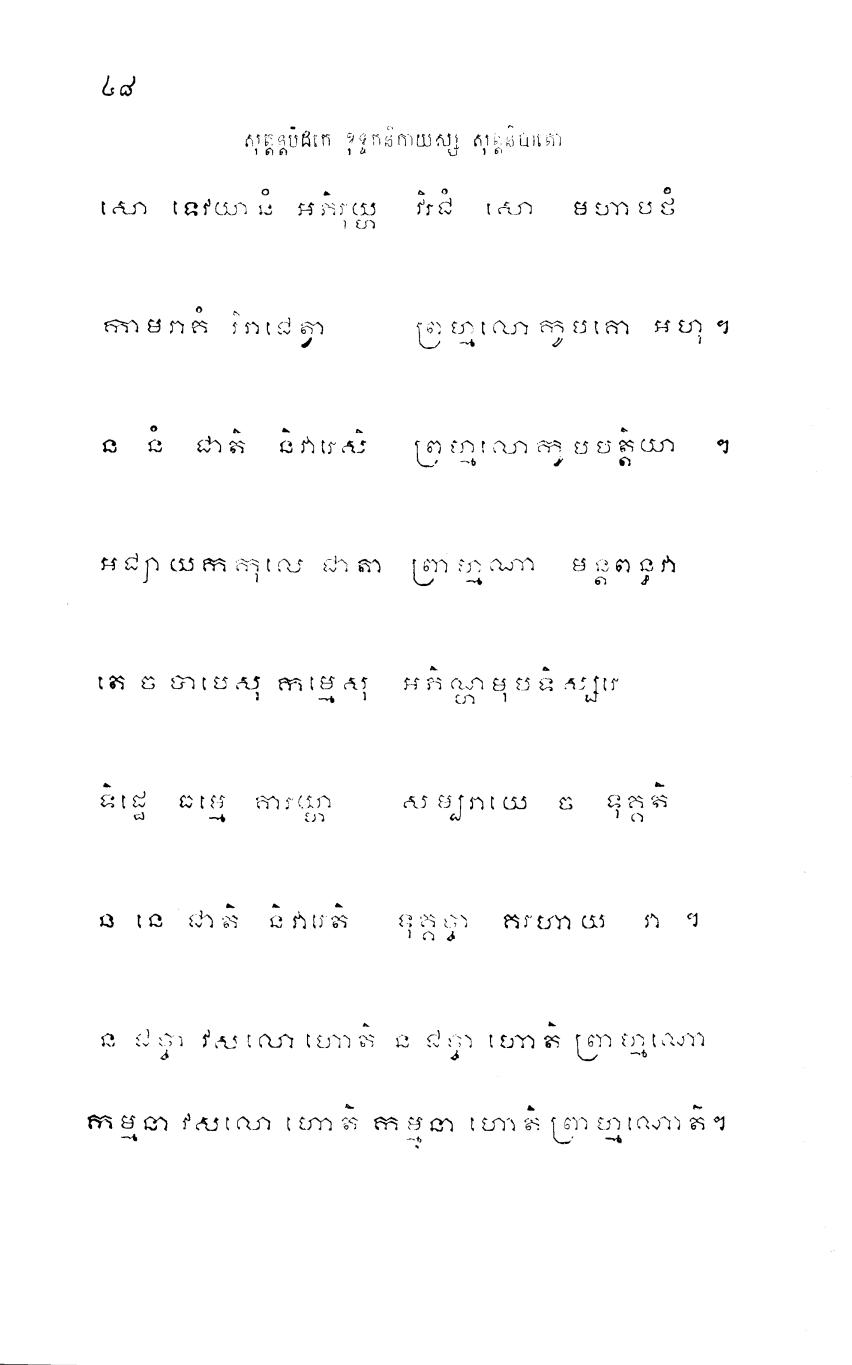 ៤៨
សុត្តន្តបិដកេ ខុទ្ទកនិកាយស្ស សុត្តនិបាតោ
សោ ទេវយានំ អភិរុយ្ហ វិរជំ សោ មហាបថំ
កាមរាគំ វិរាជេត្វា ព្រហ្មលោកូបគោ អហុ ។
ន នំ ជាតិ និវារេសិ ព្រហ្មលោកូបបត្តិយា ។
អជ្ឈាយកកុលេ ជាតា ព្រាហ្មណា មន្តពន្ធវា
តេ ច បាបេសុ កម្មេសុ អភិណ្ហមុបទិស្សរេ
ទិដ្ឋេ ធម្មេ គារយ្ហា សម្បរាយេ ច ទុគ្គតិ
ន នេ ជាតិ និវារេតិ ទុគ្គច្ចា គរហាយ វា ។
ន ជច្ចា វសលោ ហោតិ ន ជច្ចា ហោតិ ព្រាហ្មណោ
កម្មុនា វសលោ ហោតិ កម្មុនា ហោតិ ព្រាហ្មណោតិ។